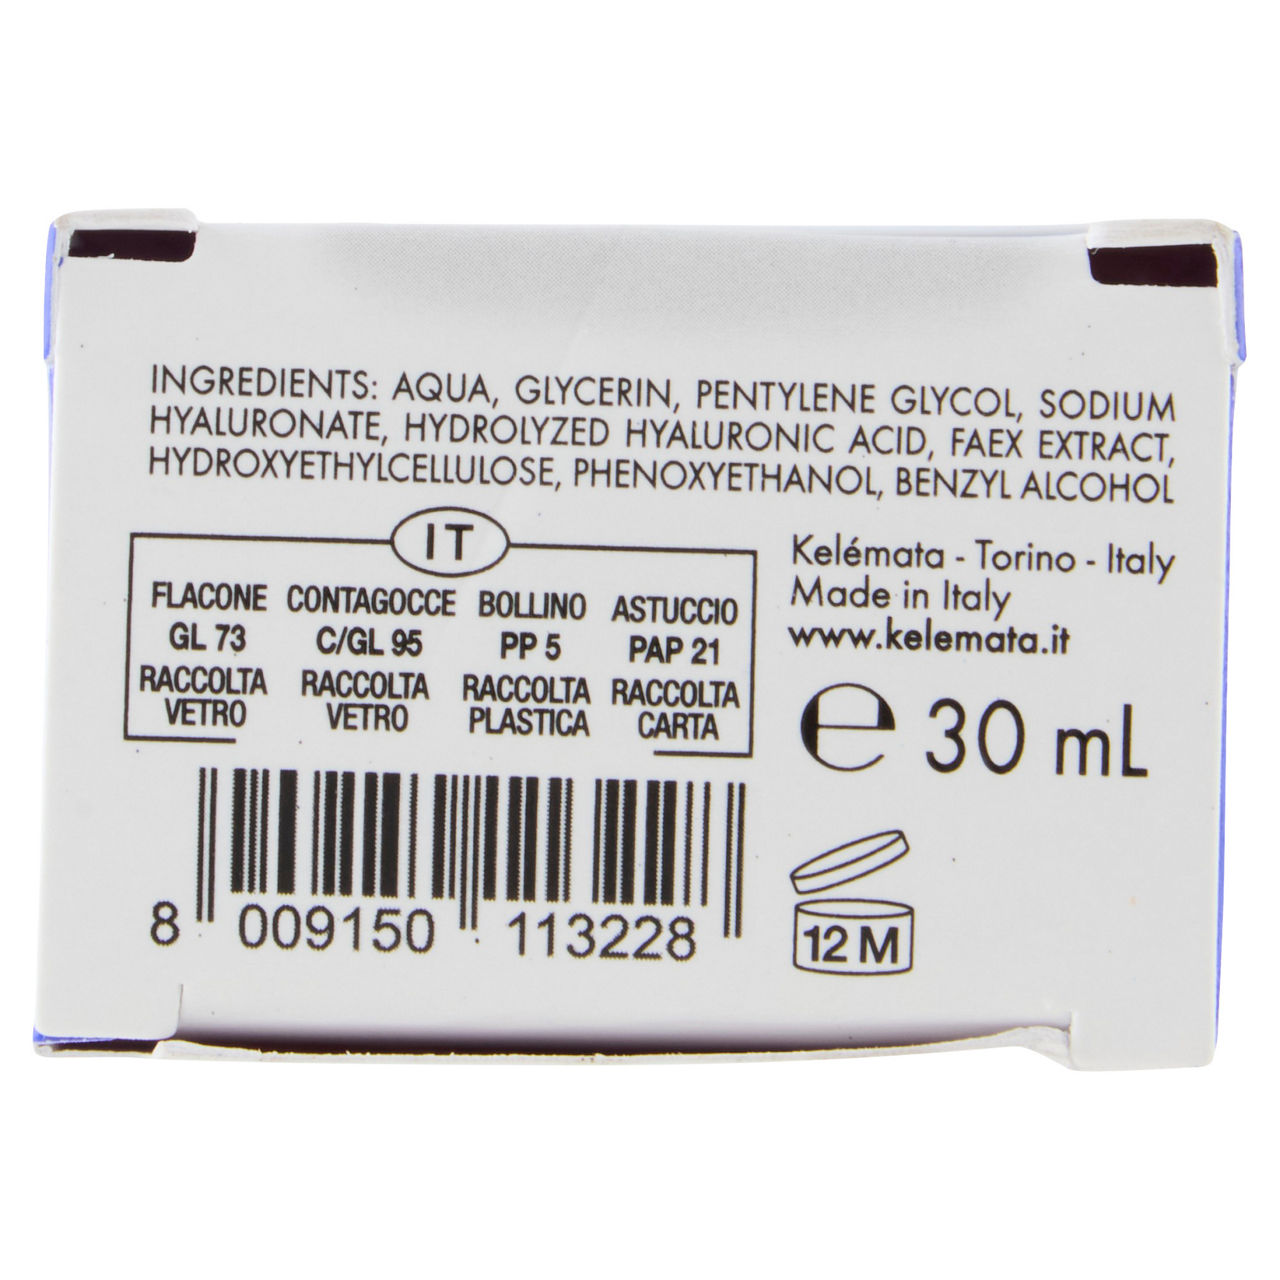 INGREDIENTS: AQUA, GLYCERIN, PENTYLENE GLYCOL, SODIUM
HYALURONATE, HYDROLYZED HYALURONIC ACID, FAEX EXTRACT,
HYDROXYETHYLCELLULOSE, PHENOXYETHANOL, BENZYL ALCOHOL
IT
FLACONE CONTAGOCCE BOLLINO ASTUCCIO
GL 73 C/GL 95 PP 5 PAP 21
RACCOLTA RACCOLTA RACCOLTA RACCOLTA
VETRO VETRO PLASTICA CARTA
Kelémata - Torino - Italy
Made in Italy
www.kelemata.it
℮ 30 mL
8 009150 113228
12 M